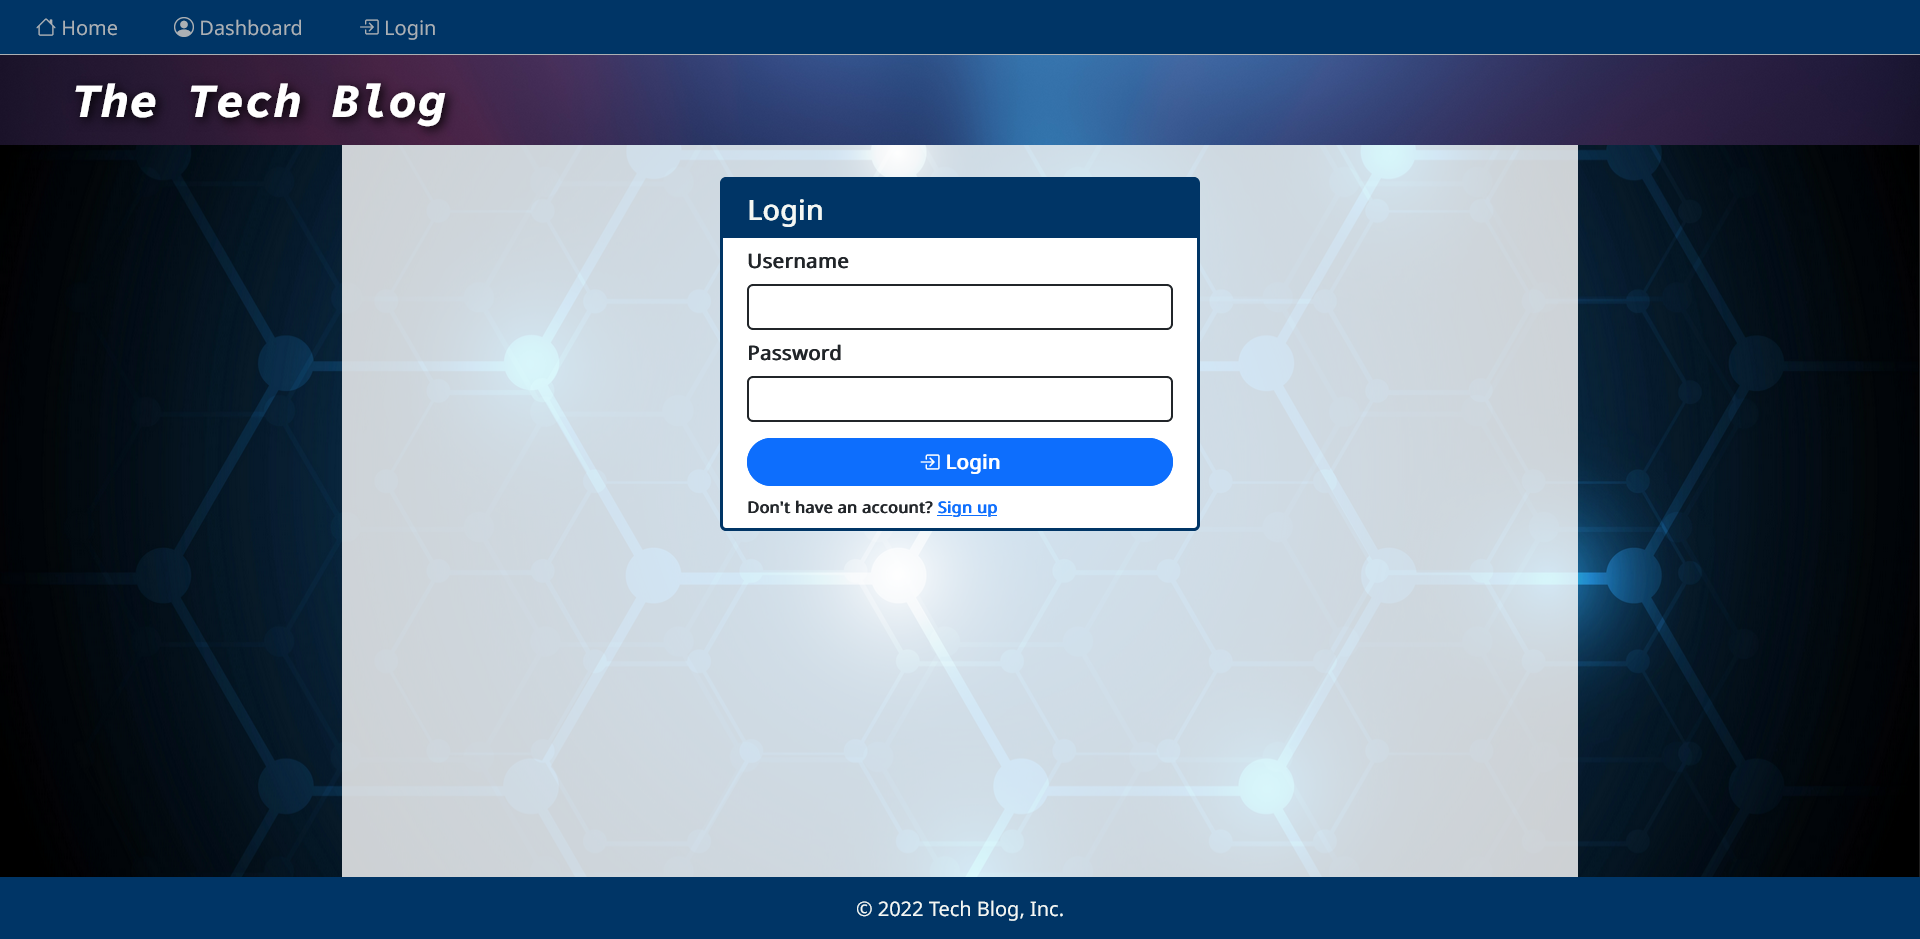 Home Dashboard Login
The Tech Blog
Login
Username
Password
Login
Don't have an account? Sign up
© 2022 Tech Blog, Inc.